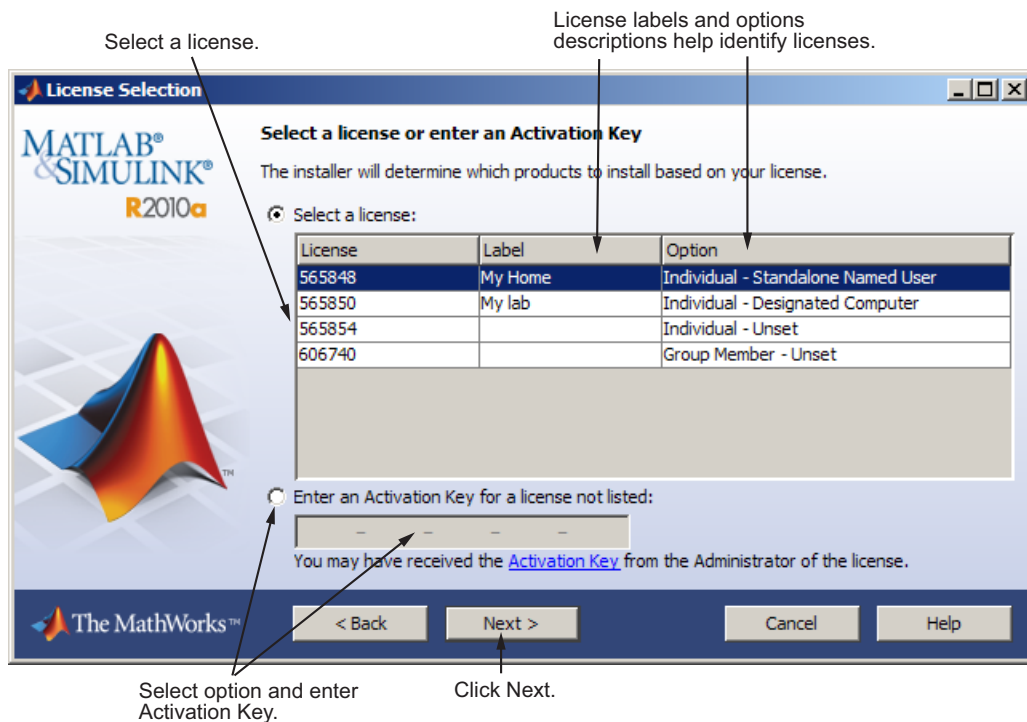 Select a license.
License labels and options
descriptions help identify licenses.
License Selection
MATLAB®
&SIMULINK®
R2010a
Select a license or enter an Activation Key
The installer will determine which products to install based on your license.
Select a license:
License Label Option
565848 My Home Individual - Standalone Named User
565850 My lab Individual - Designated Computer
565854 Individual - Unset
606740 Group Member - Unset
TM
Enter an Activation Key for a license not listed:
– – – –
You may have received the Activation Key from the Administrator of the license.
The MathWorks™
< Back Next > Cancel Help
Select option and enter
Activation Key.
Click Next.